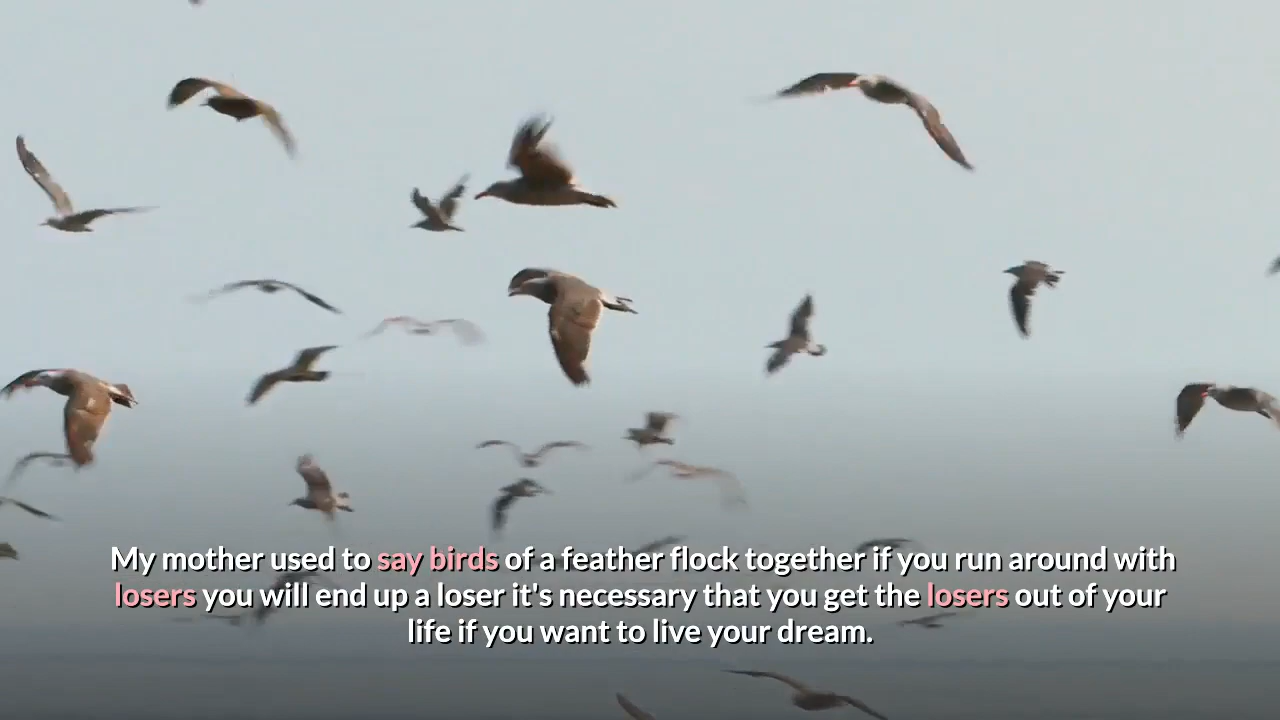 My mother used to say birds of a feather flock together if you run around with
losers you will end up a loser it's necessary that you get the losers out of your
life if you want to live your dream.